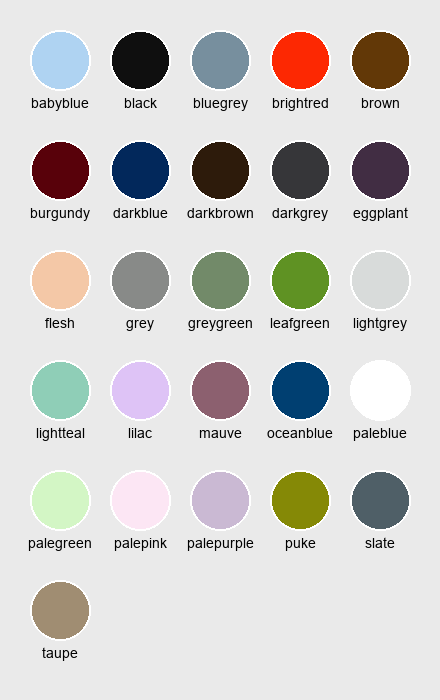 babyblue black bluegrey brightred brown
burgundy darkblue darkbrown darkgrey eggplant
flesh grey greygreen leafgreen lightgrey
lightteal lilac mauve oceanblue paleblue
palegreen palepink palepurple puke slate
taupe